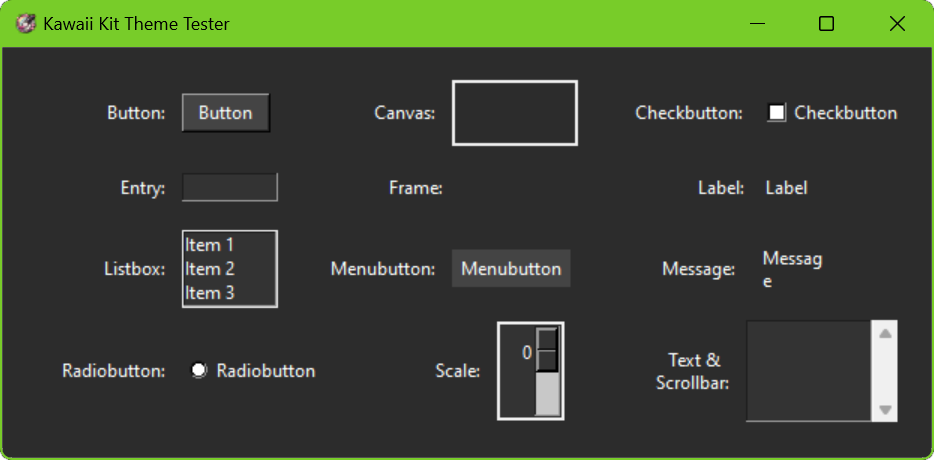 Kawaii Kit Theme Tester
Button: Button Canvas: Checkbutton: Checkbutton
Entry: Frame: Label: Label
Listbox: Item 1
Item 2
Item 3
Menubutton: Menubutton
Message: Messag
e
Radiobutton: Radiobutton
Scale: 0
Text &
Scrollbar: